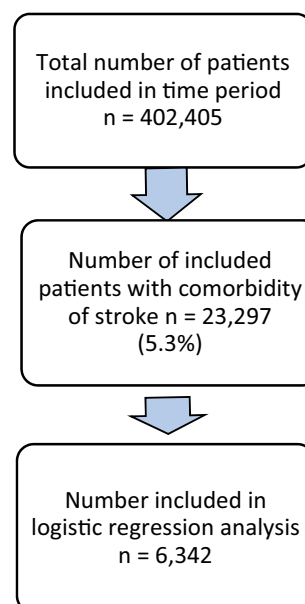 Total number of patients
included in time period
n = 402,405
Number of included
patients with comorbidity
of stroke n = 23,297
(5.3%)
Number included in
logistic regression analysis
n = 6,342